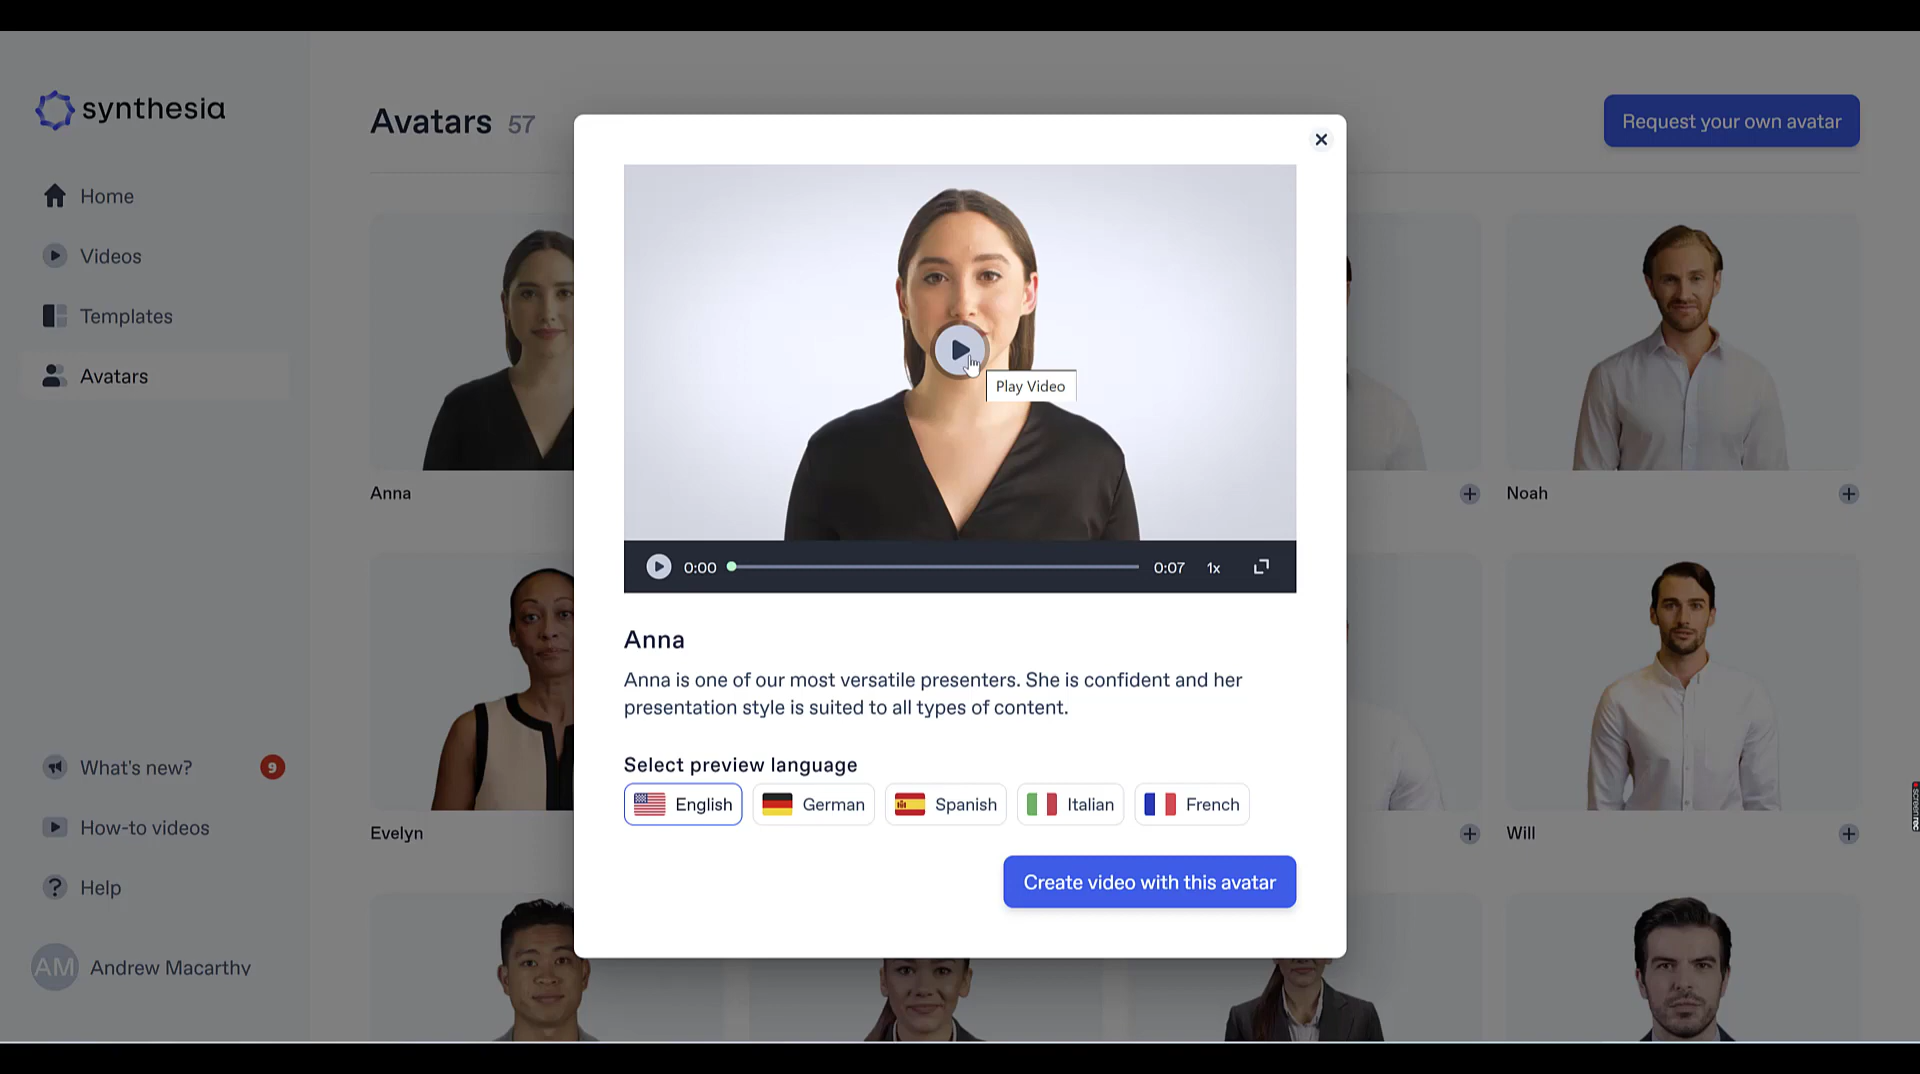 synthesia
Home
Videos
Templates
Avatars
What's new?
9
How-to videos
Help
AM
Andrew Macarthy
Avatars 57
Request your own avatar
Anna
Noah
Evelyn
Will
Play Video
0:00
0:07
1x
Anna
Anna is one of our most versatile presenters. She is confident and her
presentation style is suited to all types of content.
Select preview language
English
German
Spanish
Italian
French
Create video with this avatar
screenrec